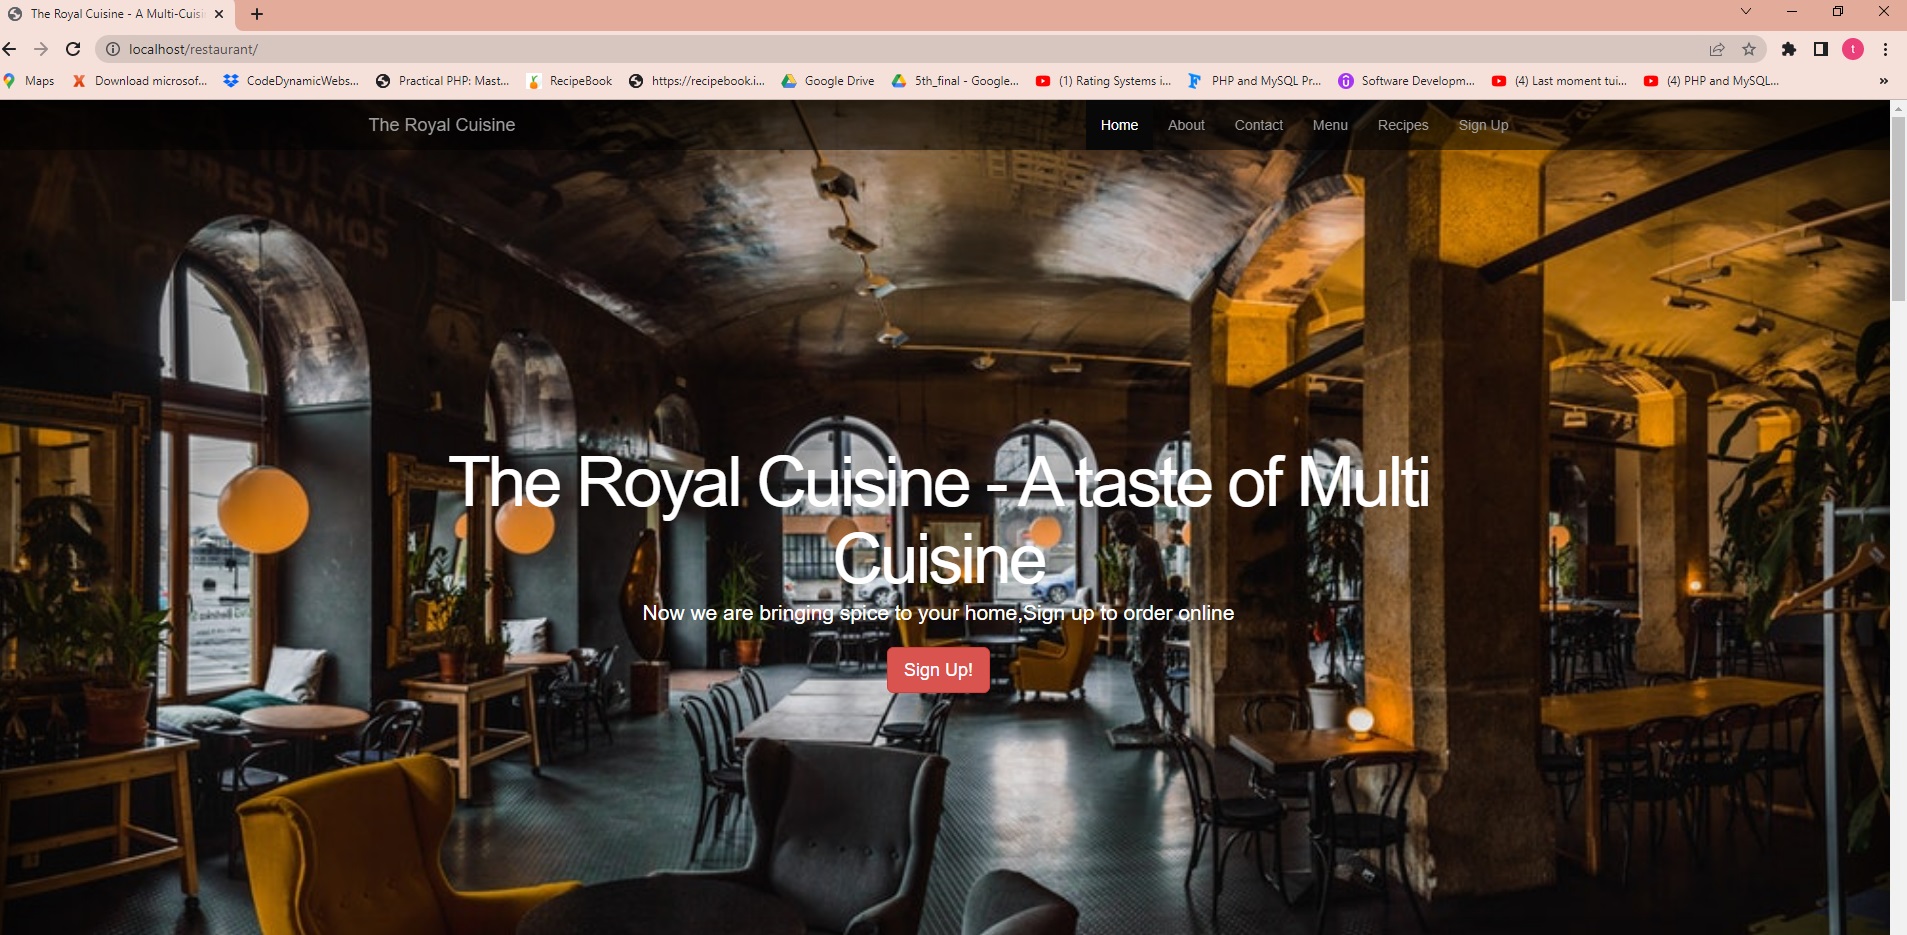 The Royal Cuisine - A Multi-Cuisi
localhost/restaurant/
Maps Download microsof... CodeDynamicWebs... Practical PHP: Mast... RecipeBook https://recipebook.i... Google Drive 5th_final - Google... (1) Rating Systems i... PHP and MySQL Pr... Software Developm... (4) Last moment tui... (4) PHP and MySQL... »
The Royal Cuisine Home About Contact Menu Recipes Sign Up
PRESTAMOS
The Royal Cuisine - A taste of Multi
Cuisine
Now we are bringing spice to your home,Sign up to order online
Sign Up!